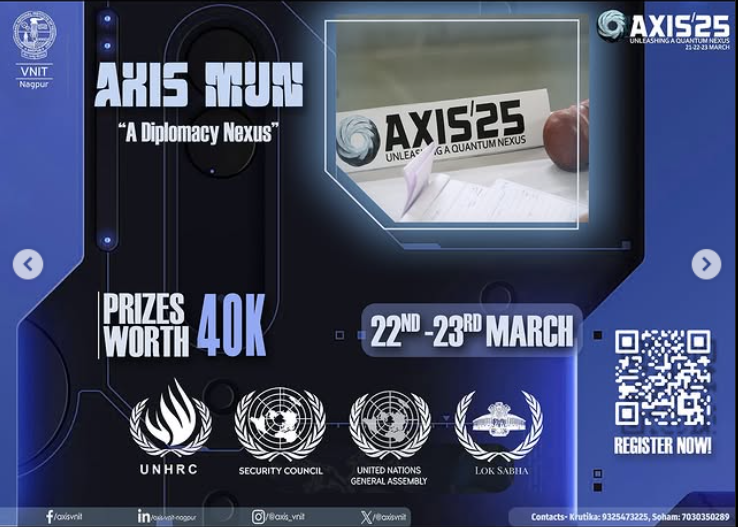 VNIT
Nagpur
AXIS MUN
"A Diplomacy Nexus"
AXIS'25
UNLEASHING A QUANTUM NEXUS
21-22-23 MARCH
AXIS'25
A QUANTUM NEXUS
PRIZES
WORTH 40K
22ND -23RD MARCH
UNHRC
SECURITY COUNCIL
UNITED NATIONS
GENERAL ASSEMBLY
LOK SABHA
REGISTER NOW!
/axisvnit
/axis-vnit-nagpur
/@axis_vnit
/@axisvnit
Contacts- Krutika: 9325473225, Soham: 7030350289